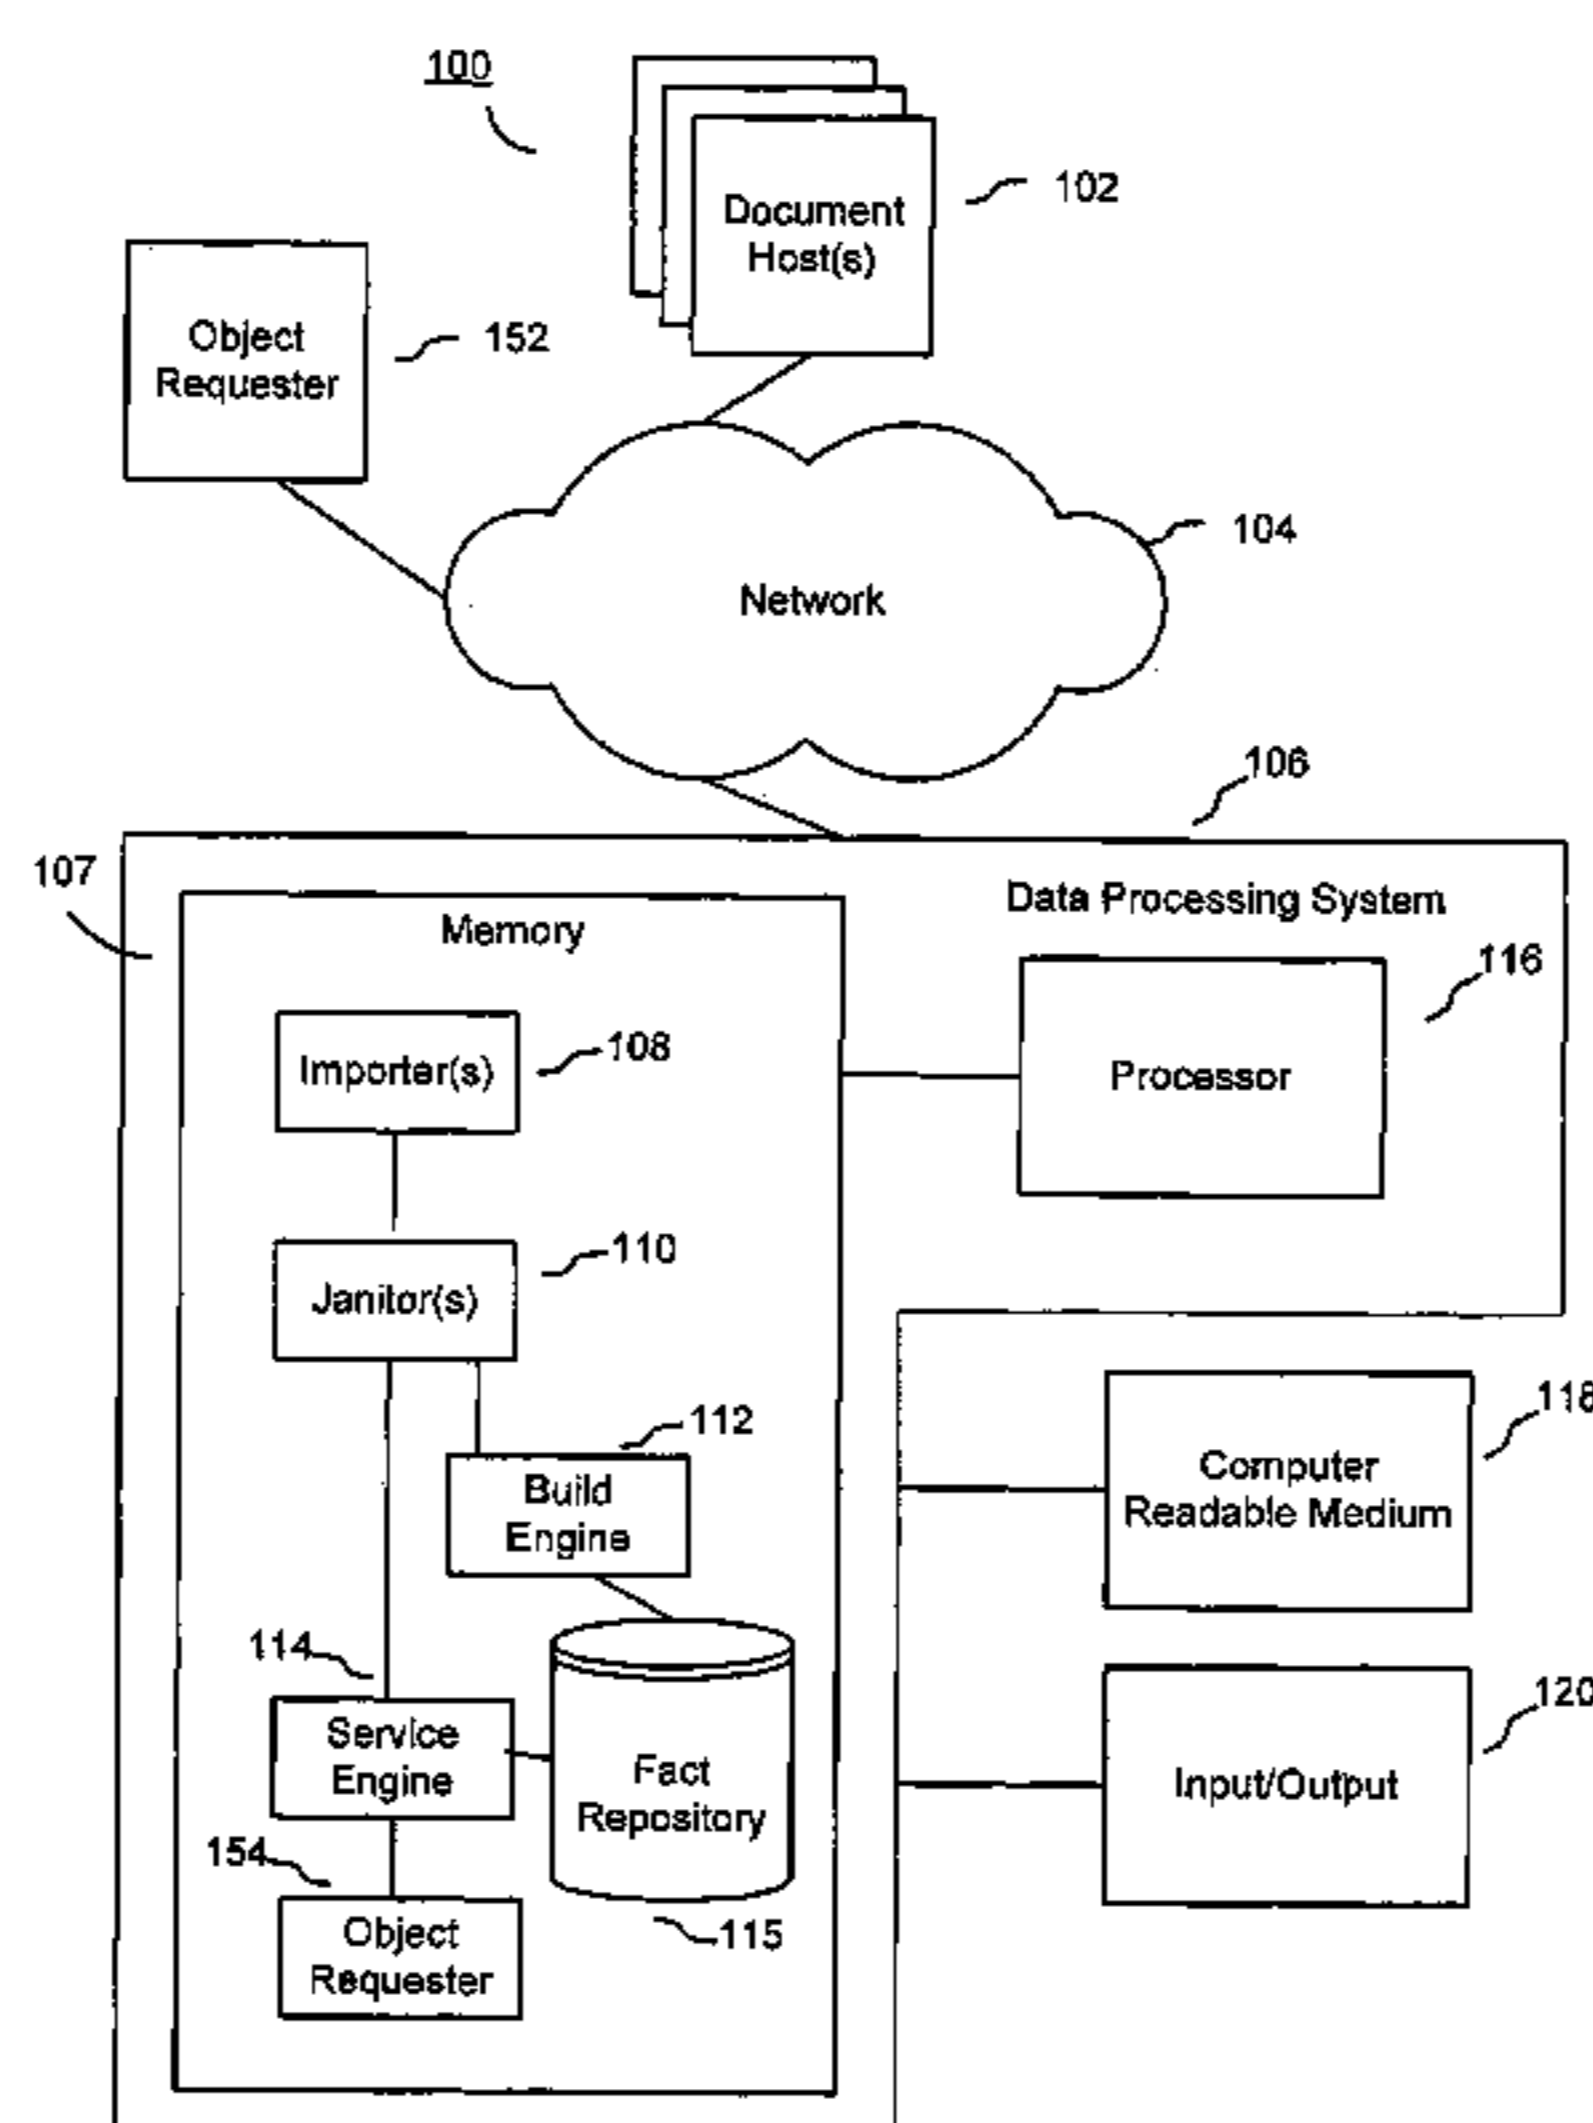 100
Document
Host(s)
102
Object
Requester
152
Network
104
106
107
Data Processing System
Memory
116
Importer(s)
108
Processor
Janitor(s)
110
112
Build
Engine
118
Computer
Readable Medium
114
Service
Engine
Fact
Repository
120
Input/Output
154
115
Object
Requester